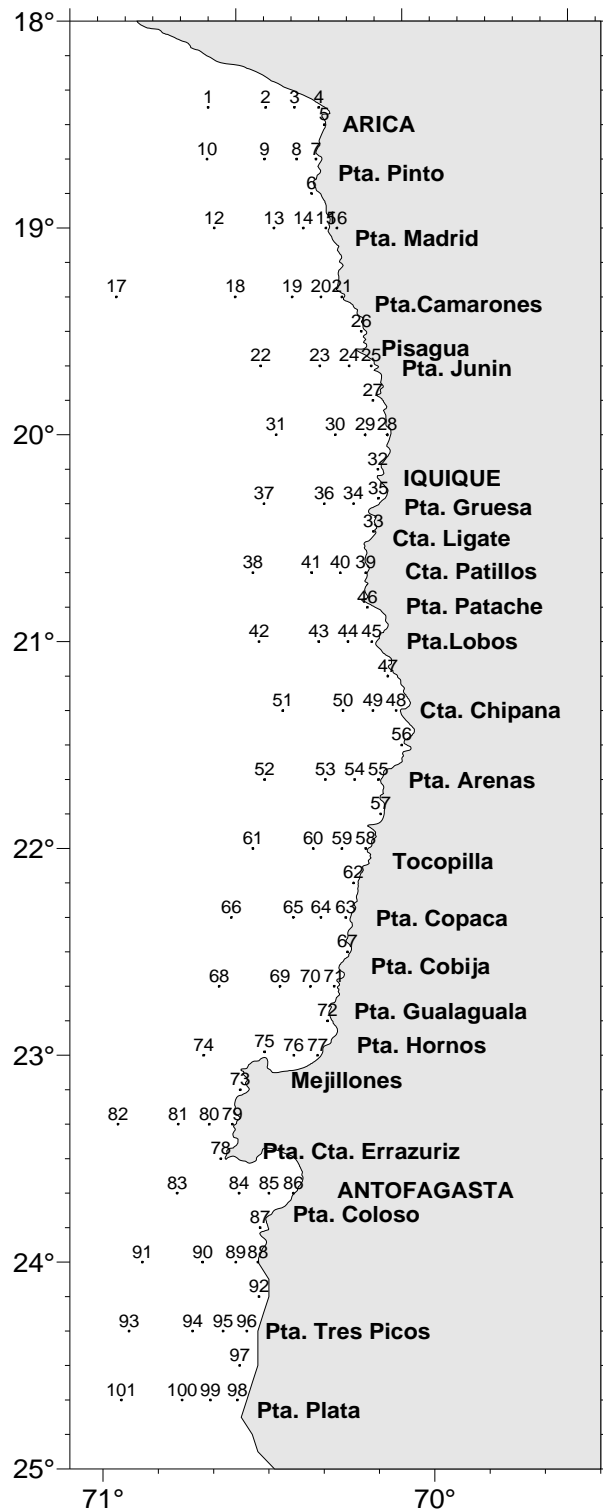 18°
1 2 3 4
5
ARICA
10 9 8 7
Pta. Pinto
6
19°
12 13 14 15 16
Pta. Madrid
17 18 19 20 21
Pta.Camarones
26
Pisagua
22 23 24 25
Pta. Junin
27
20°
31 30 29 28
32
IQUIQUE
37 36 34 35
Pta. Gruesa
33
Cta. Ligate
38 41 40 39
Cta. Patillos
46
Pta. Patache
21°
42 43 44 45
Pta.Lobos
47
51 50 49 48
Cta. Chipana
56
52 53 54 55
Pta. Arenas
57
22°
61 60 59 58
Tocopilla
62
66 65 64 63
Pta. Copaca
67
Pta. Cobija
68 69 70 71
72
Pta. Gualaguala
23°
74 75 76 77
Pta. Hornos
73
Mejillones
82 81 80 79
78
Pta. Cta. Errazuriz
83 84 85 86
ANTOFAGASTA
87
Pta. Coloso
24°
91 90 89 88
92
93 94 95 96
Pta. Tres Picos
97
101 100 99 98
Pta. Plata
25°
71° 70°